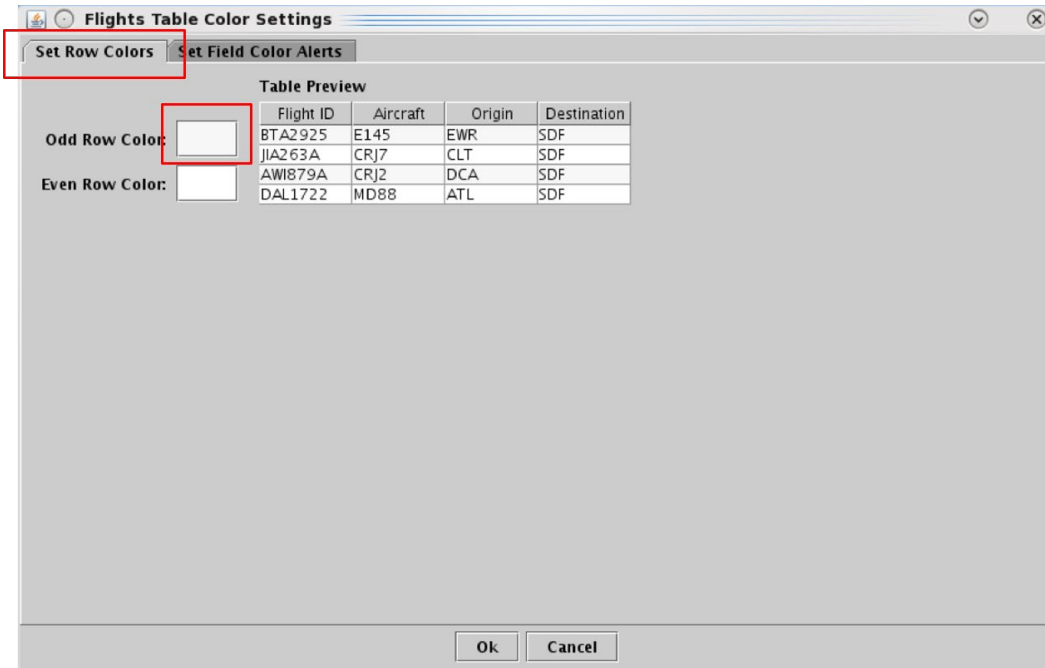 Flights Table Color Settings
Set Row Colors Set Field Color Alerts
Table Preview
Flight ID Aircraft Origin Destination
BTA2925 E145 EWR SDF
JIA263A CRJ7 CLT SDF
AWI879A CRJ2 DCA SDF
DAL1722 MD88 ATL SDF
Odd Row Color:
Even Row Color:
Ok Cancel